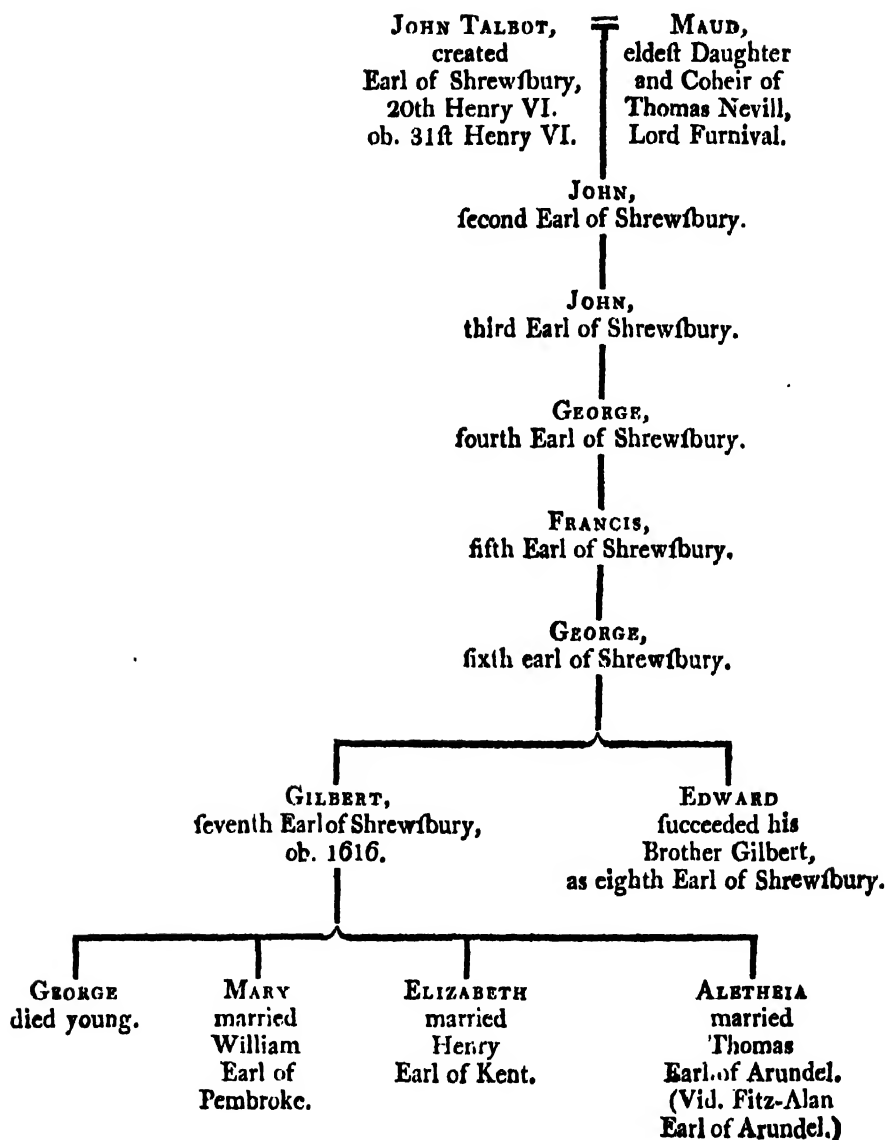 JOHN TALBOT,
created
Earl of Shrewſbury,
20th Henry VI.
ob. 31ſt Henry VI.
MAUD,
eldeſt Daughter
and Coheir of
Thomas Nevill,
Lord Furnival.
JOHN,
ſecond Earl of Shrewſbury.
JOHN,
third Earl of Shrewſbury.
GEORGE,
fourth Earl of Shrewſbury.
FRANCIS,
fifth Earl of Shrewſbury.
GEORGE,
ſixth earl of Shrewſbury.
GILBERT,
ſeventh Earl of Shrewſbury,
ob. 1616.
EDWARD
ſucceeded his
Brother Gilbert,
as eighth Earl of Shrewſbury.
GEORGE
died young.
MARY
married
William
Earl of
Pembroke.
ELIZABETH
married
Henry
Earl of Kent.
ALETHEIA
married
Thomas
Earl of Arundel.
(Vid. Fitz-Alan
Earl of Arundel.)